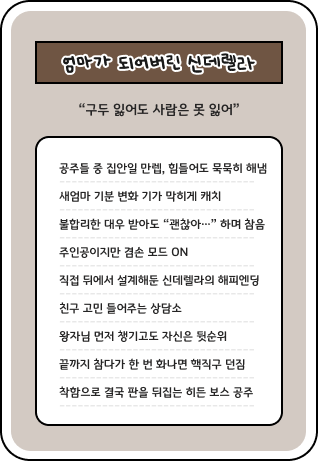 엄마가 되어버린 신데렐라
“구두 잃어도 사람은 못 잃어”
공주들 중 집안일 만렙, 힘들어도 묵묵히 해냄
새엄마 기분 변화 기가 막히게 캐치
불합리한 대우 받아도 “괜찮아…” 하며 참음
주인공이지만 겸손 모드 ON
직접 뒤에서 설계해둔 신데렐라의 해피엔딩
친구 고민 들어주는 상담소
왕자님 먼저 챙기고도 자신은 뒷순위
끝까지 참다가 한 번 화나면 핵직구 던짐
착함으로 결국 판을 뒤집는 히든 보스 공주